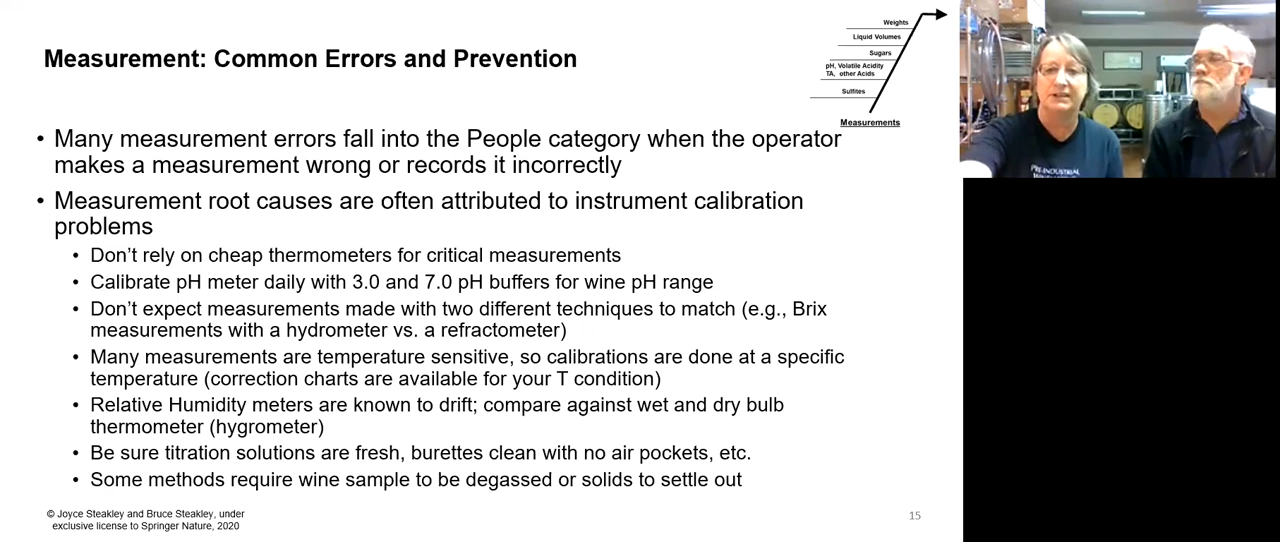 Measurement: Common Errors and Prevention
Weights
Liquid Volumes
Sugars
pH, Volatile Acidity
TA, other Acids
Sulfites
Measurements
• Many measurement errors fall into the People category when the operator
makes a measurement wrong or records it incorrectly
• Measurement root causes are often attributed to instrument calibration
problems
• Don’t rely on cheap thermometers for critical measurements
• Calibrate pH meter daily with 3.0 and 7.0 pH buffers for wine pH range
• Don’t expect measurements made with two different techniques to match (e.g., Brix
measurements with a hydrometer vs. a refractometer)
• Many measurements are temperature sensitive, so calibrations are done at a specific
temperature (correction charts are available for your T condition)
• Relative Humidity meters are known to drift; compare against wet and dry bulb
thermometer (hygrometer)
• Be sure titration solutions are fresh, burettes clean with no air pockets, etc.
• Some methods require wine sample to be degassed or solids to settle out
© Joyce Steakley and Bruce Steakley, under
exclusive license to Springer Nature, 2020
15
PRE-INDUSTRIAL